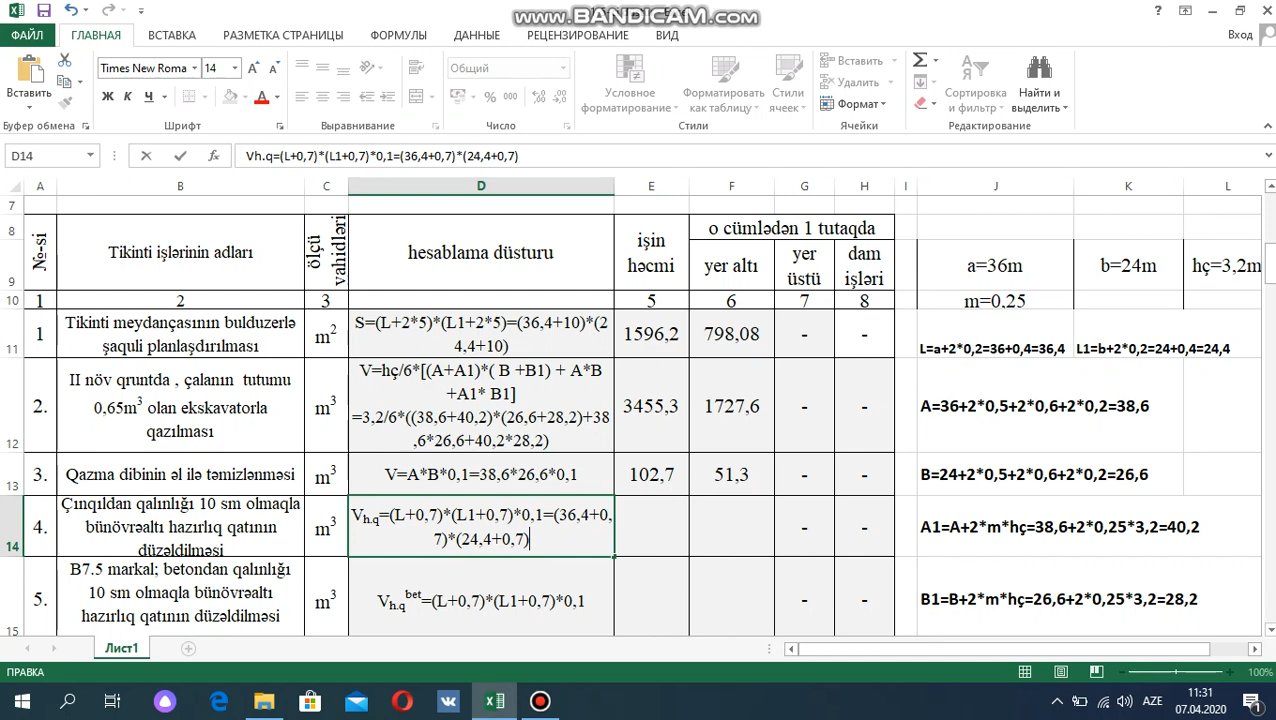 www.BANDICAM.com
Вход
ФАЙЛ ГЛАВНАЯ ВСТАВКА РАЗМЕТКА СТРАНИЦЫ ФОРМУЛЫ ДАННЫЕ РЕЦЕНЗИРОВАНИЕ ВИД
Вставить
Times New Roma
Ж К Ч
Общий
Условное форматирование
Форматировать как таблицу
Стили ячеек
Вставить
Удалить
Формат
Сортировка и фильтр
Найти и выделить
Буфер обмена Шрифт Выравнивание Число Стили Ячейки Редактирование
D14 Vh.q=(L+0,7)*(L1+0,7)*0,1=(36,4+0,7)*(24,4+0,7)
A B C D E F G H I J K L
7
8
9
10
11
12
13
14
15
№-si
Tikinti işlərinin adları
ölçü vahidləri
hesablama düsturu
işin həcmi
o cümlədən 1 tutaqda
yer altı
yer üstü
dam işləri
a=36m b=24m hç=3,2m
1 2 3 5 6 7 8 m=0,25
1
Tikinti meydançasının bulduzerlə
şaquli planlaşdırılması
m²
S=(L+2*5)*(L1+2*5)=(36,4+10)*(2
4,4+10)
1596,2 798,08 - -
L=a+2*0,2=36+0,4=36,4 L1=b+2*0,2=24+0,4=24,4
2.
II növ qruntda , çalanın tutumu
0,65m³ olan ekskavatorla
qazılması
m³
V=hç/6*[(A+A1)*( B +B1) + A*B
+A1* B1]
=3,2/6*((38,6+40,2)*(26,6+28,2)+38
,6*26,6+40,2*28,2)
3455,3 1727,6 - -
A=36+2*0,5+2*0,6+2*0,2=38,6
3. Qazma dibinin əl ilə təmizlənməsi m³ V=A*B*0,1=38,6*26,6*0,1 102,7 51,3 - -
B=24+2*0,5+2*0,6+2*0,2=26,6
4.
Çınqıldan qalınlığı 10 sm olmaqla
bünövrəaltı hazırlıq qatının
düzəldilməsi
m³
Vh.q=(L+0,7)*(L1+0,7)*0,1=(36,4+0,
7)*(24,4+0,7)
- -
A1=A+2*m*hç=38,6+2*0,25*3,2=40,2
5.
B7.5 markal; betondan qalınlığı
10 sm olmaqla bünövrəaltı
hazırlıq qatının düzəldilməsi
m³
Vh.qbet=(L+0,7)*(L1+0,7)*0,1
- -
B1=B+2*m*hç=26,6+2*0,25*3,2=28,2
Лист1
ПРАВКА
100%
AZE
11:31
07.04.2020